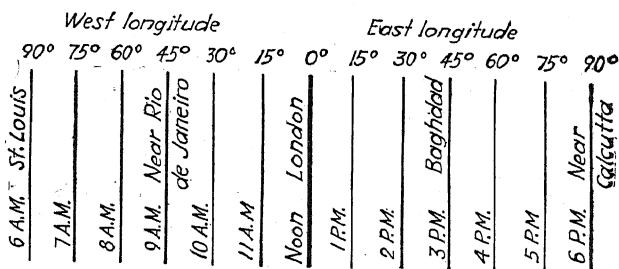 West longitude East longitude
90° 75° 60° 45° 30° 15° 0° 15° 30° 45° 60° 75° 90°
6 A.M. St. Louis
7 A.M.
8 A.M.
9 A.M. Near Rio
de Janeiro
10 A.M.
11 A.M.
Noon London
1 P.M.
2 P.M.
3 P.M. Baghdad
4 P.M.
5 P.M.
6 P.M. Near
Calcutta